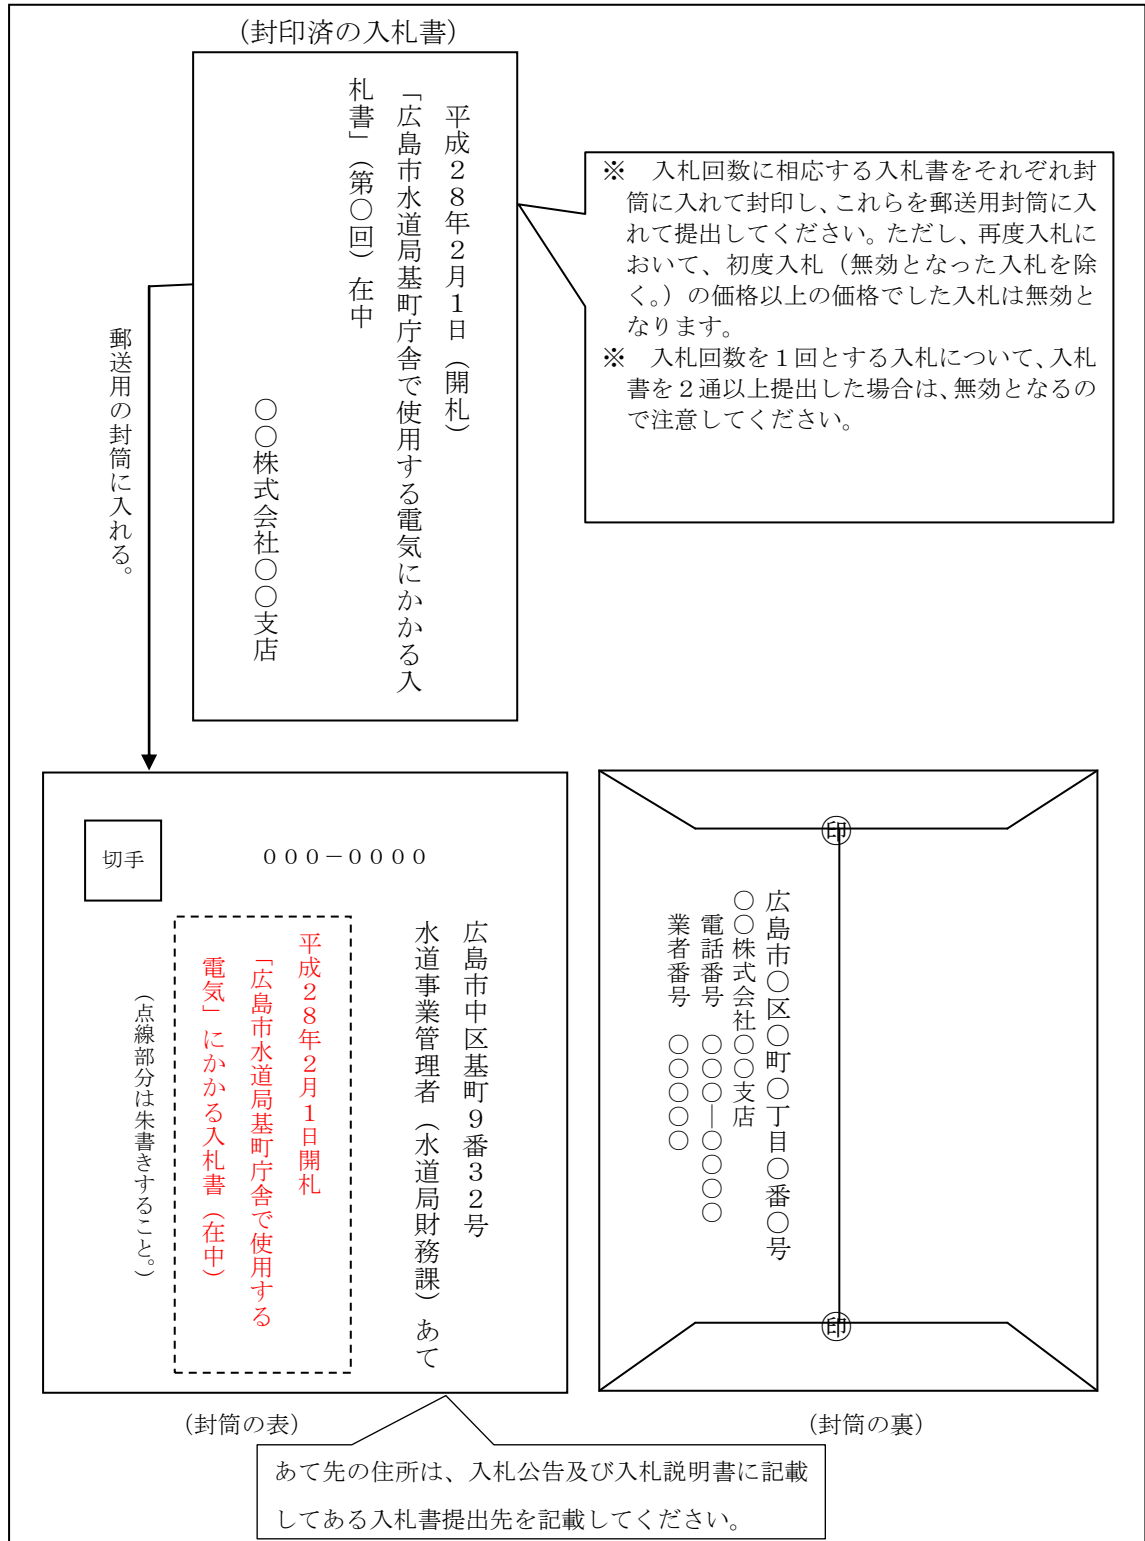 （封印済の入札書）
平成２８年２月１日（開札）
「広島市水道局基町庁舎で使用する電気にかかる入
札書」（第〇回）在中
〇〇株式会社〇〇支店
※　入札回数に相応する入札書をそれぞれ封
筒に入れて封印し、これらを郵送用封筒に入
れて提出してください。ただし、再度入札に
おいて、初度入札（無効となった入札を除
く。）の価格以上の価格でした入札は無効と
なります。
※　入札回数を１回とする入札について、入札
書を２通以上提出した場合は、無効となるの
で注意してください。
郵送用の封筒に入れる。
切手
０００－００００
広島市中区基町９番３２号
水道事業管理者（水道局財務課）あて
平成２８年２月１日開札
「広島市水道局基町庁舎で使用する
電気」にかかる入札書（在中）
（点線部分は朱書きすること。）
（封筒の表）
あて先の住所は、入札公告及び入札説明書に記載
してある入札書提出先を記載してください。
㊞
広島市〇区〇町〇丁目〇番〇号
〇〇株式会社〇〇支店
電話番号　〇〇〇―〇〇〇〇
業者番号　〇〇〇〇〇
㊞
（封筒の裏）